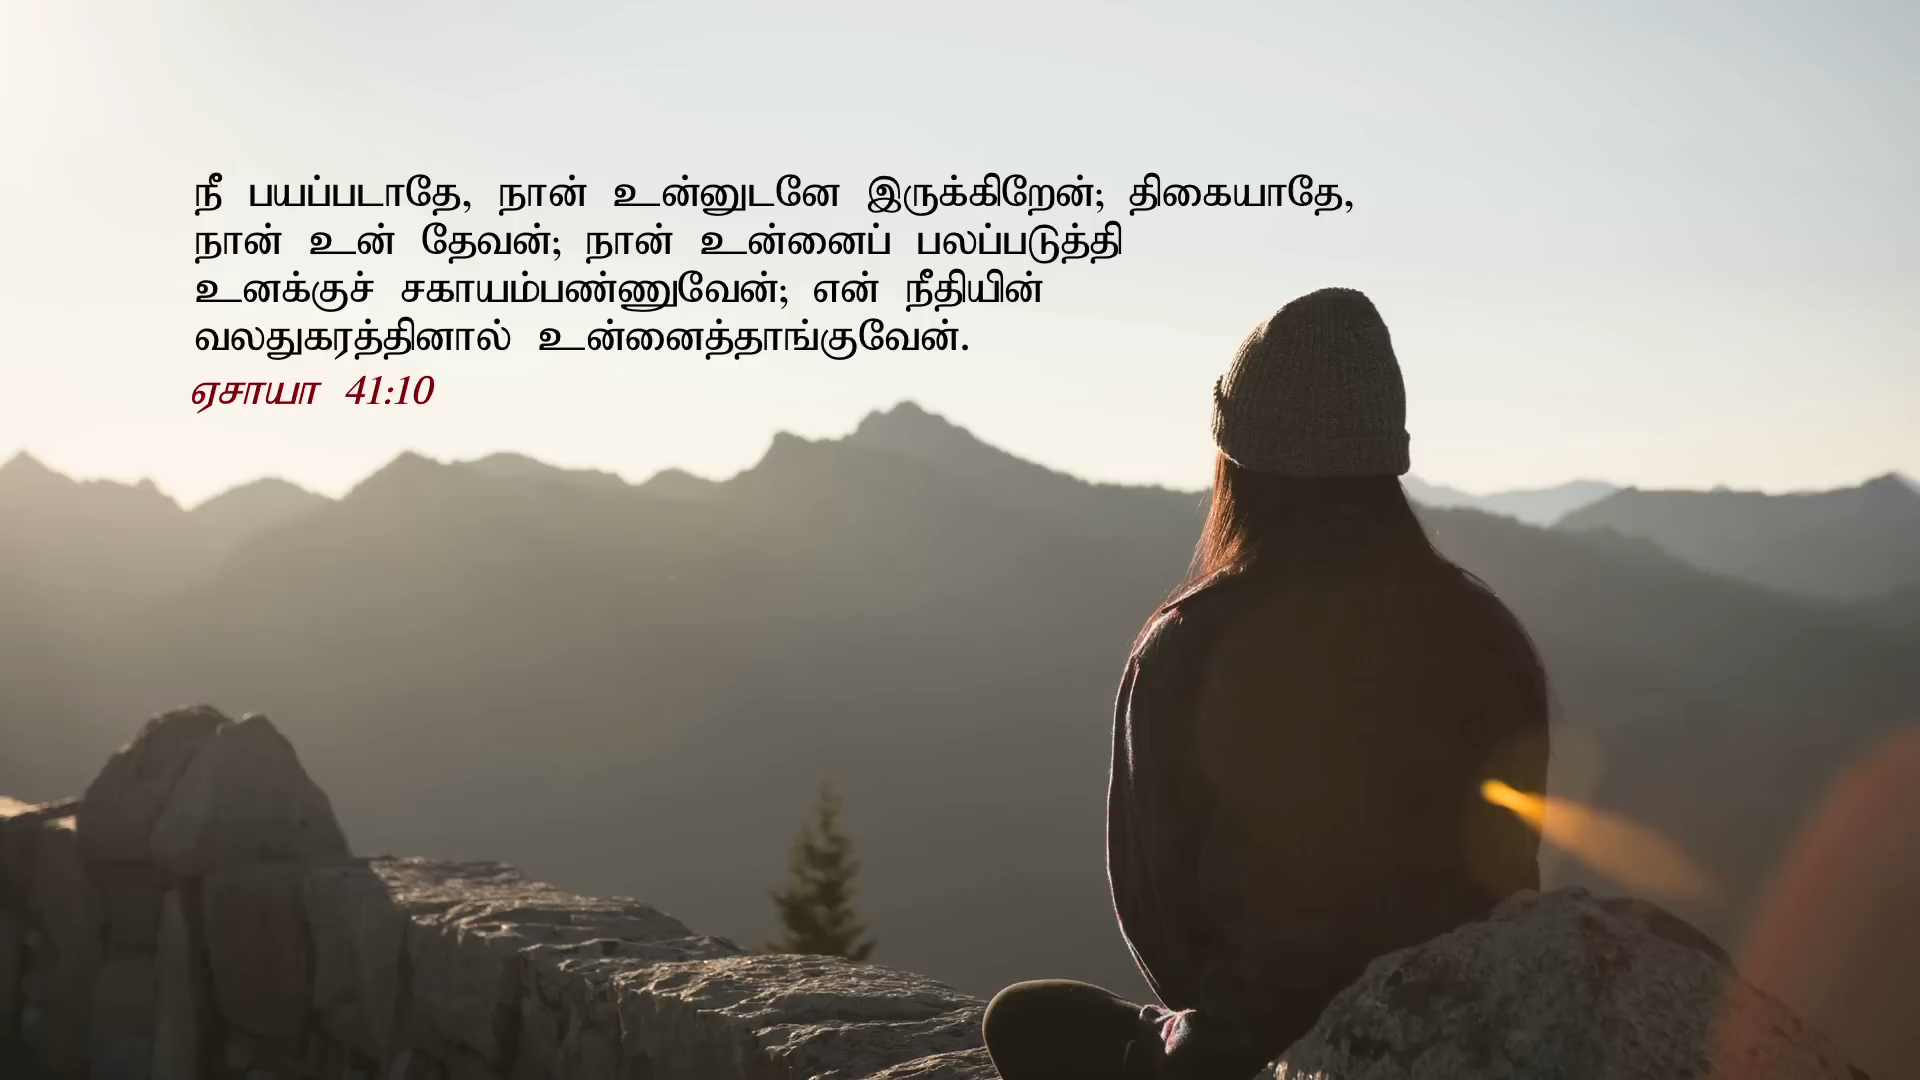 நீ பயப்படாதே, நான் உன்னுடனே இருக்கிறேன்; திகையாதே,
நான் உன் தேவன்; நான் உன்னைப் பலப்படுத்தி
உனக்குச் சகாயம்பண்ணுவேன்; என் நீதியின்
வலதுகரத்தினால் உன்னைத்தாங்குவேன்.
ஏசாயா 41:10